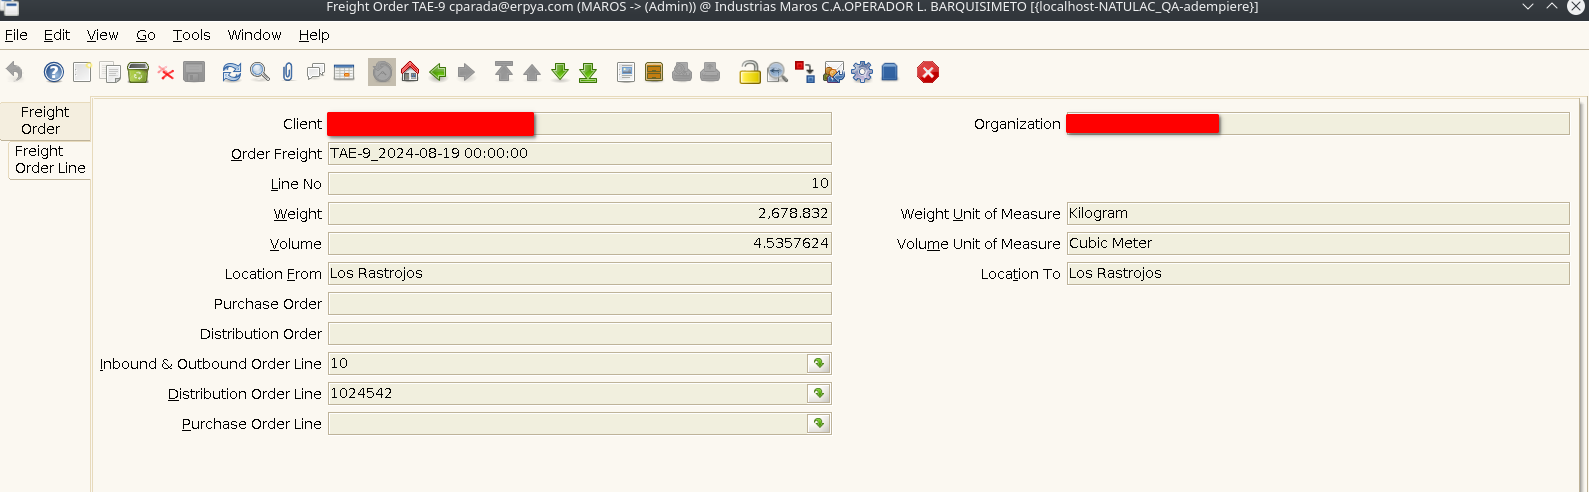 Freight Order TAE-9 cparada@erpya.com (MAROS -> (Admin)) @ Industrias Maros C.A.OPERADOR L. BARQUISIMETO [{localhost-NATULAC_QA-adempiere}]
File Edit View Go Tools Window Help
Freight
Order
Freight
Order Line
Client
Organization
Order Freight TAE-9_2024-08-19 00:00:00
Line No 10
Weight 2,678.832 Weight Unit of Measure Kilogram
Volume 4.5357624 Volume Unit of Measure Cubic Meter
Location From Los Rastrojos Location To Los Rastrojos
Purchase Order
Distribution Order
Inbound & Outbound Order Line 10
Distribution Order Line 1024542
Purchase Order Line